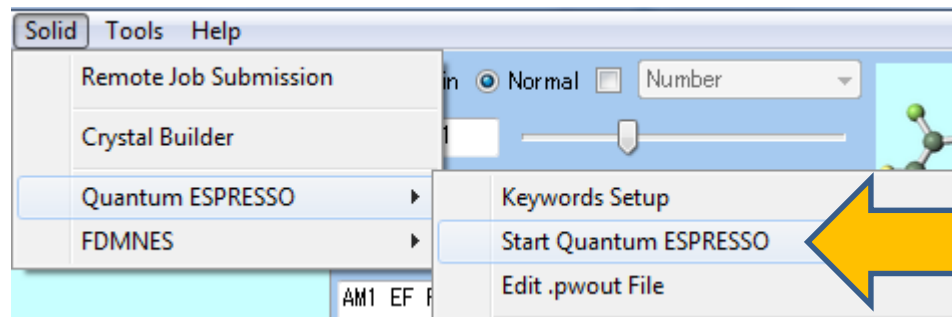 Solid Tools Help
Remote Job Submission
in Normal Number
Crystal Builder
Quantum ESPRESSO
Keywords Setup
FDMNES
Start Quantum ESPRESSO
Edit .pwout File
AM1 EF